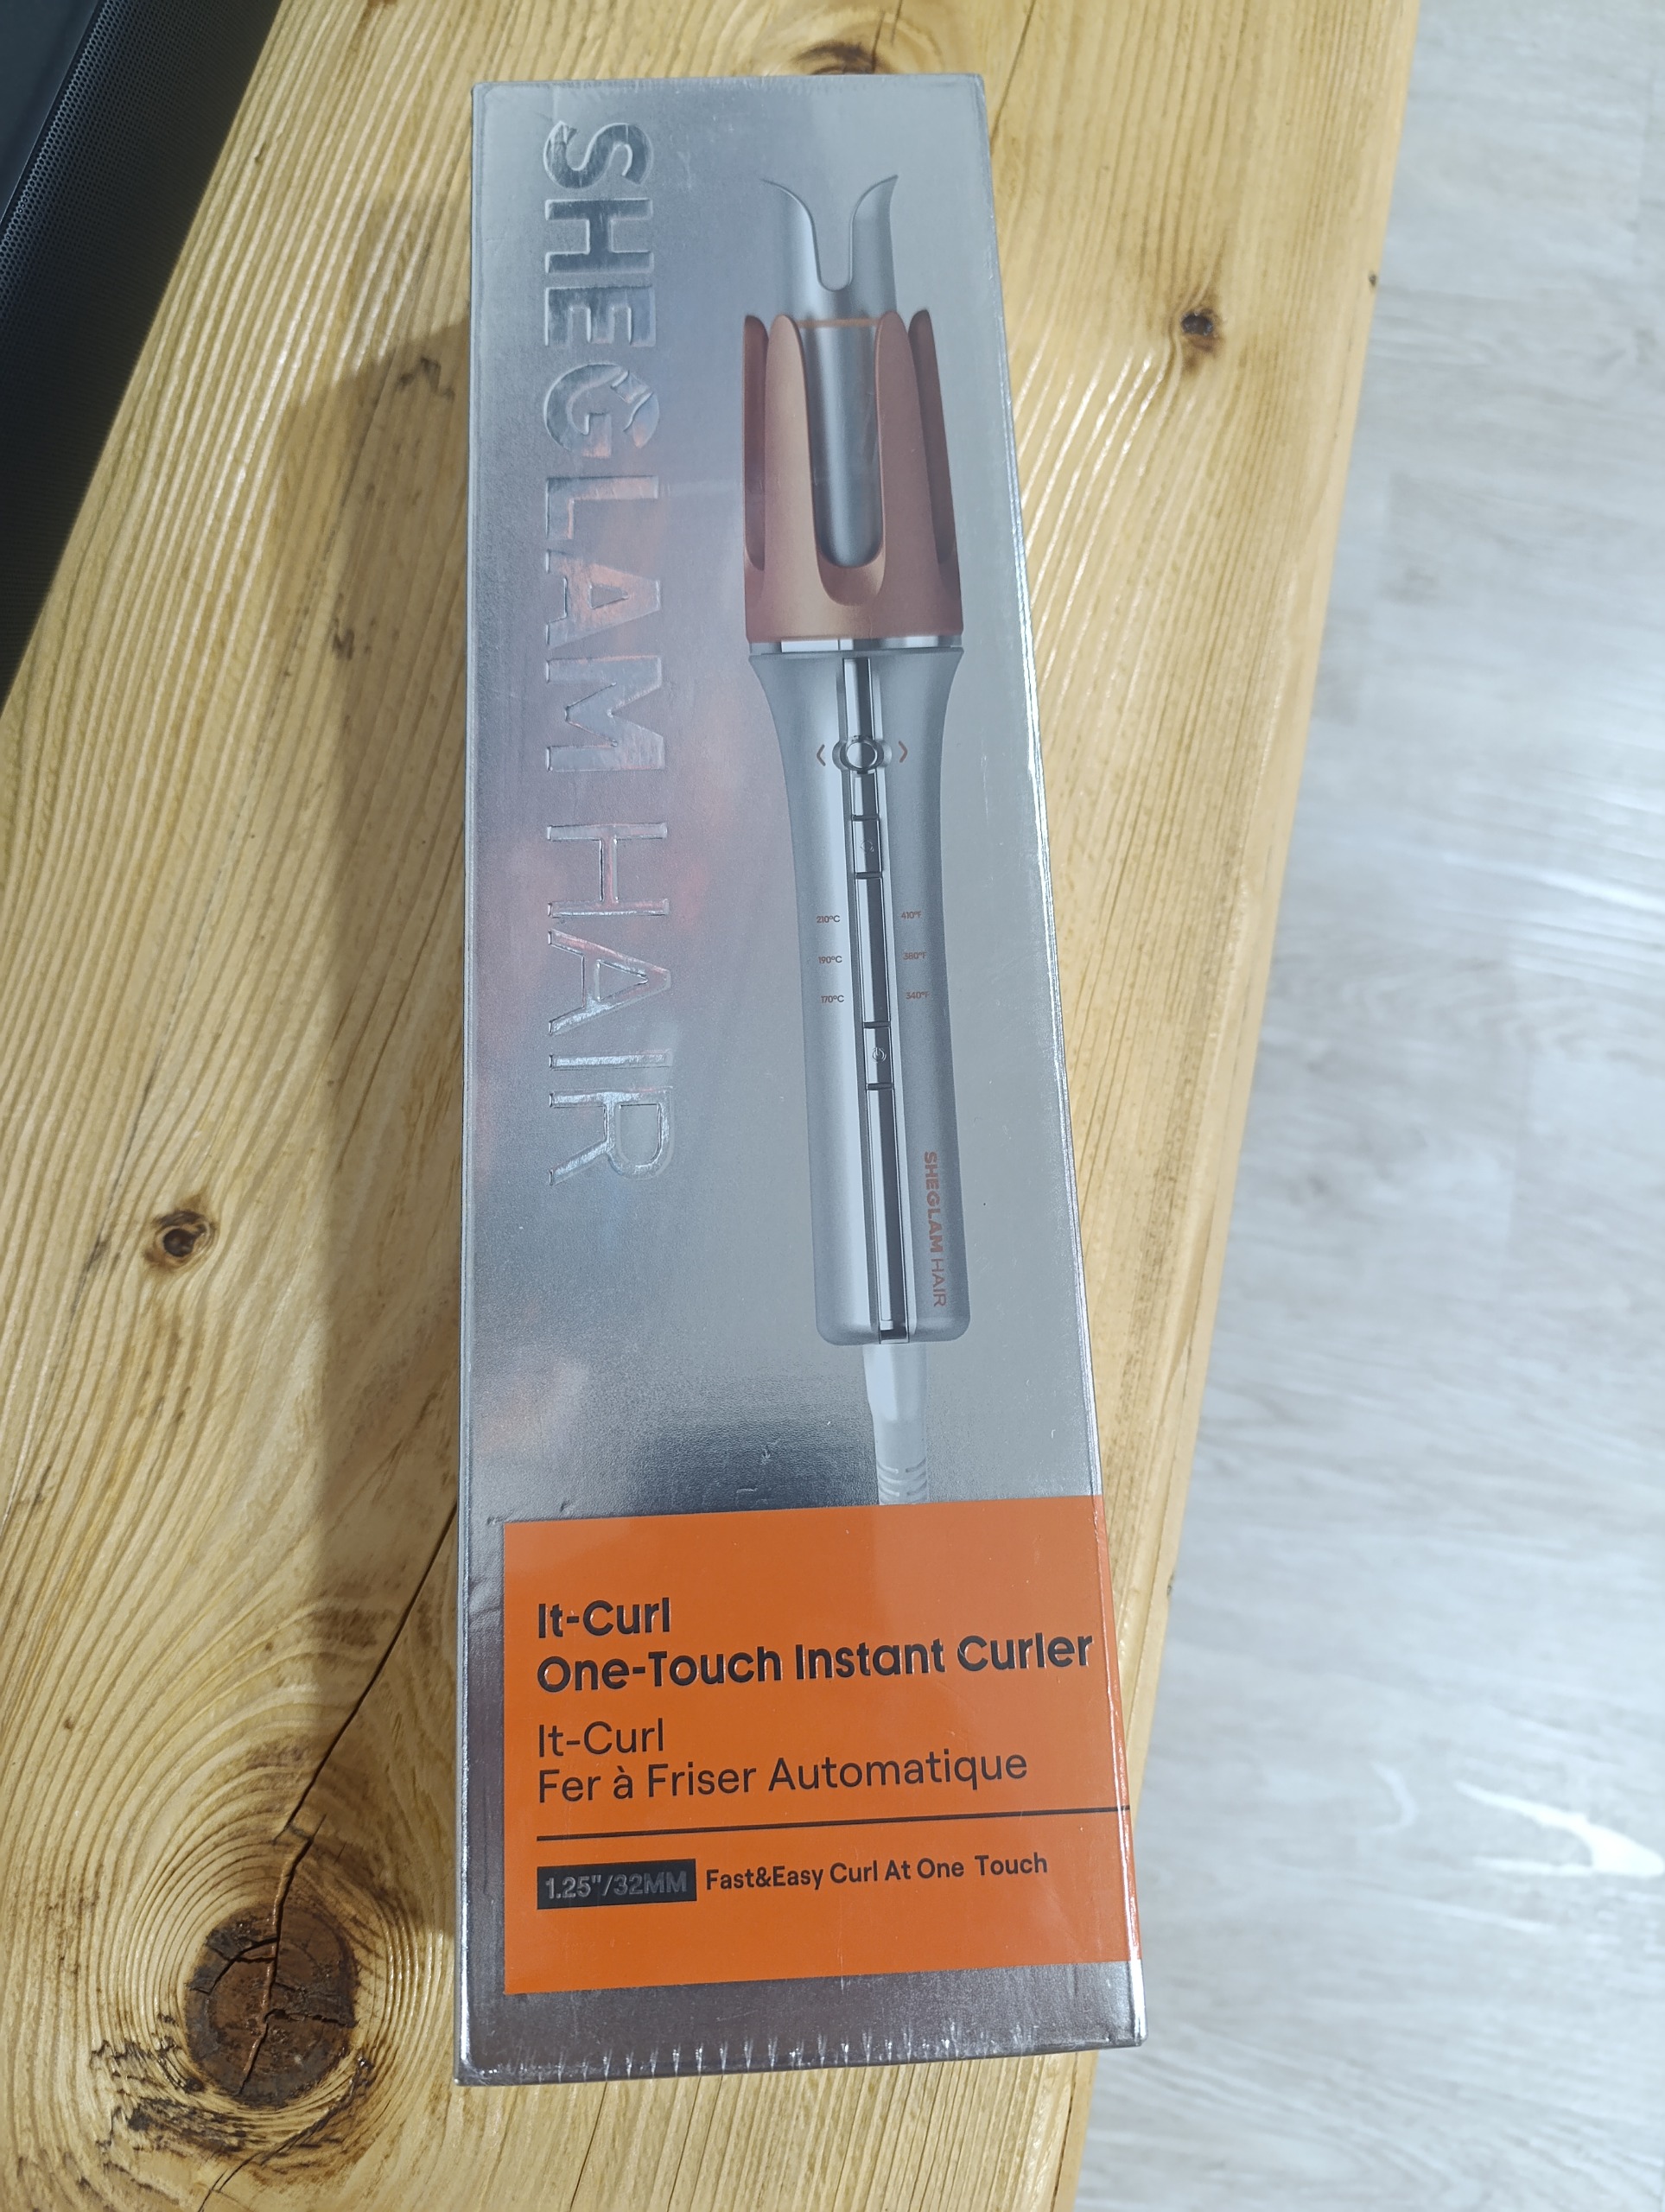 SHEGLAM HAIR
210°C 410°F
190°C 380°F
170°C 340°F
SHEGLAM HAIR
It-Curl
One-Touch Instant Curler
It-Curl
Fer à Friser Automatique
1.25"/32MM Fast&Easy Curl At One Touch